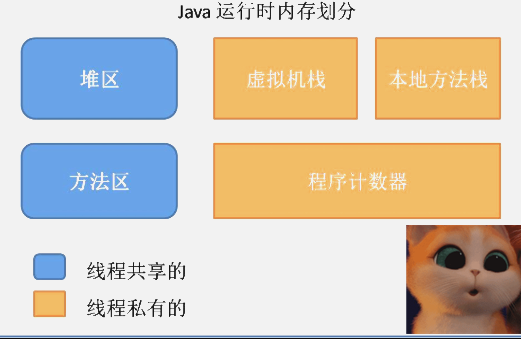 Java 运行时内存划分
堆区
虚拟机栈
本地方法栈
方法区
程序计数器
线程共享的
线程私有的